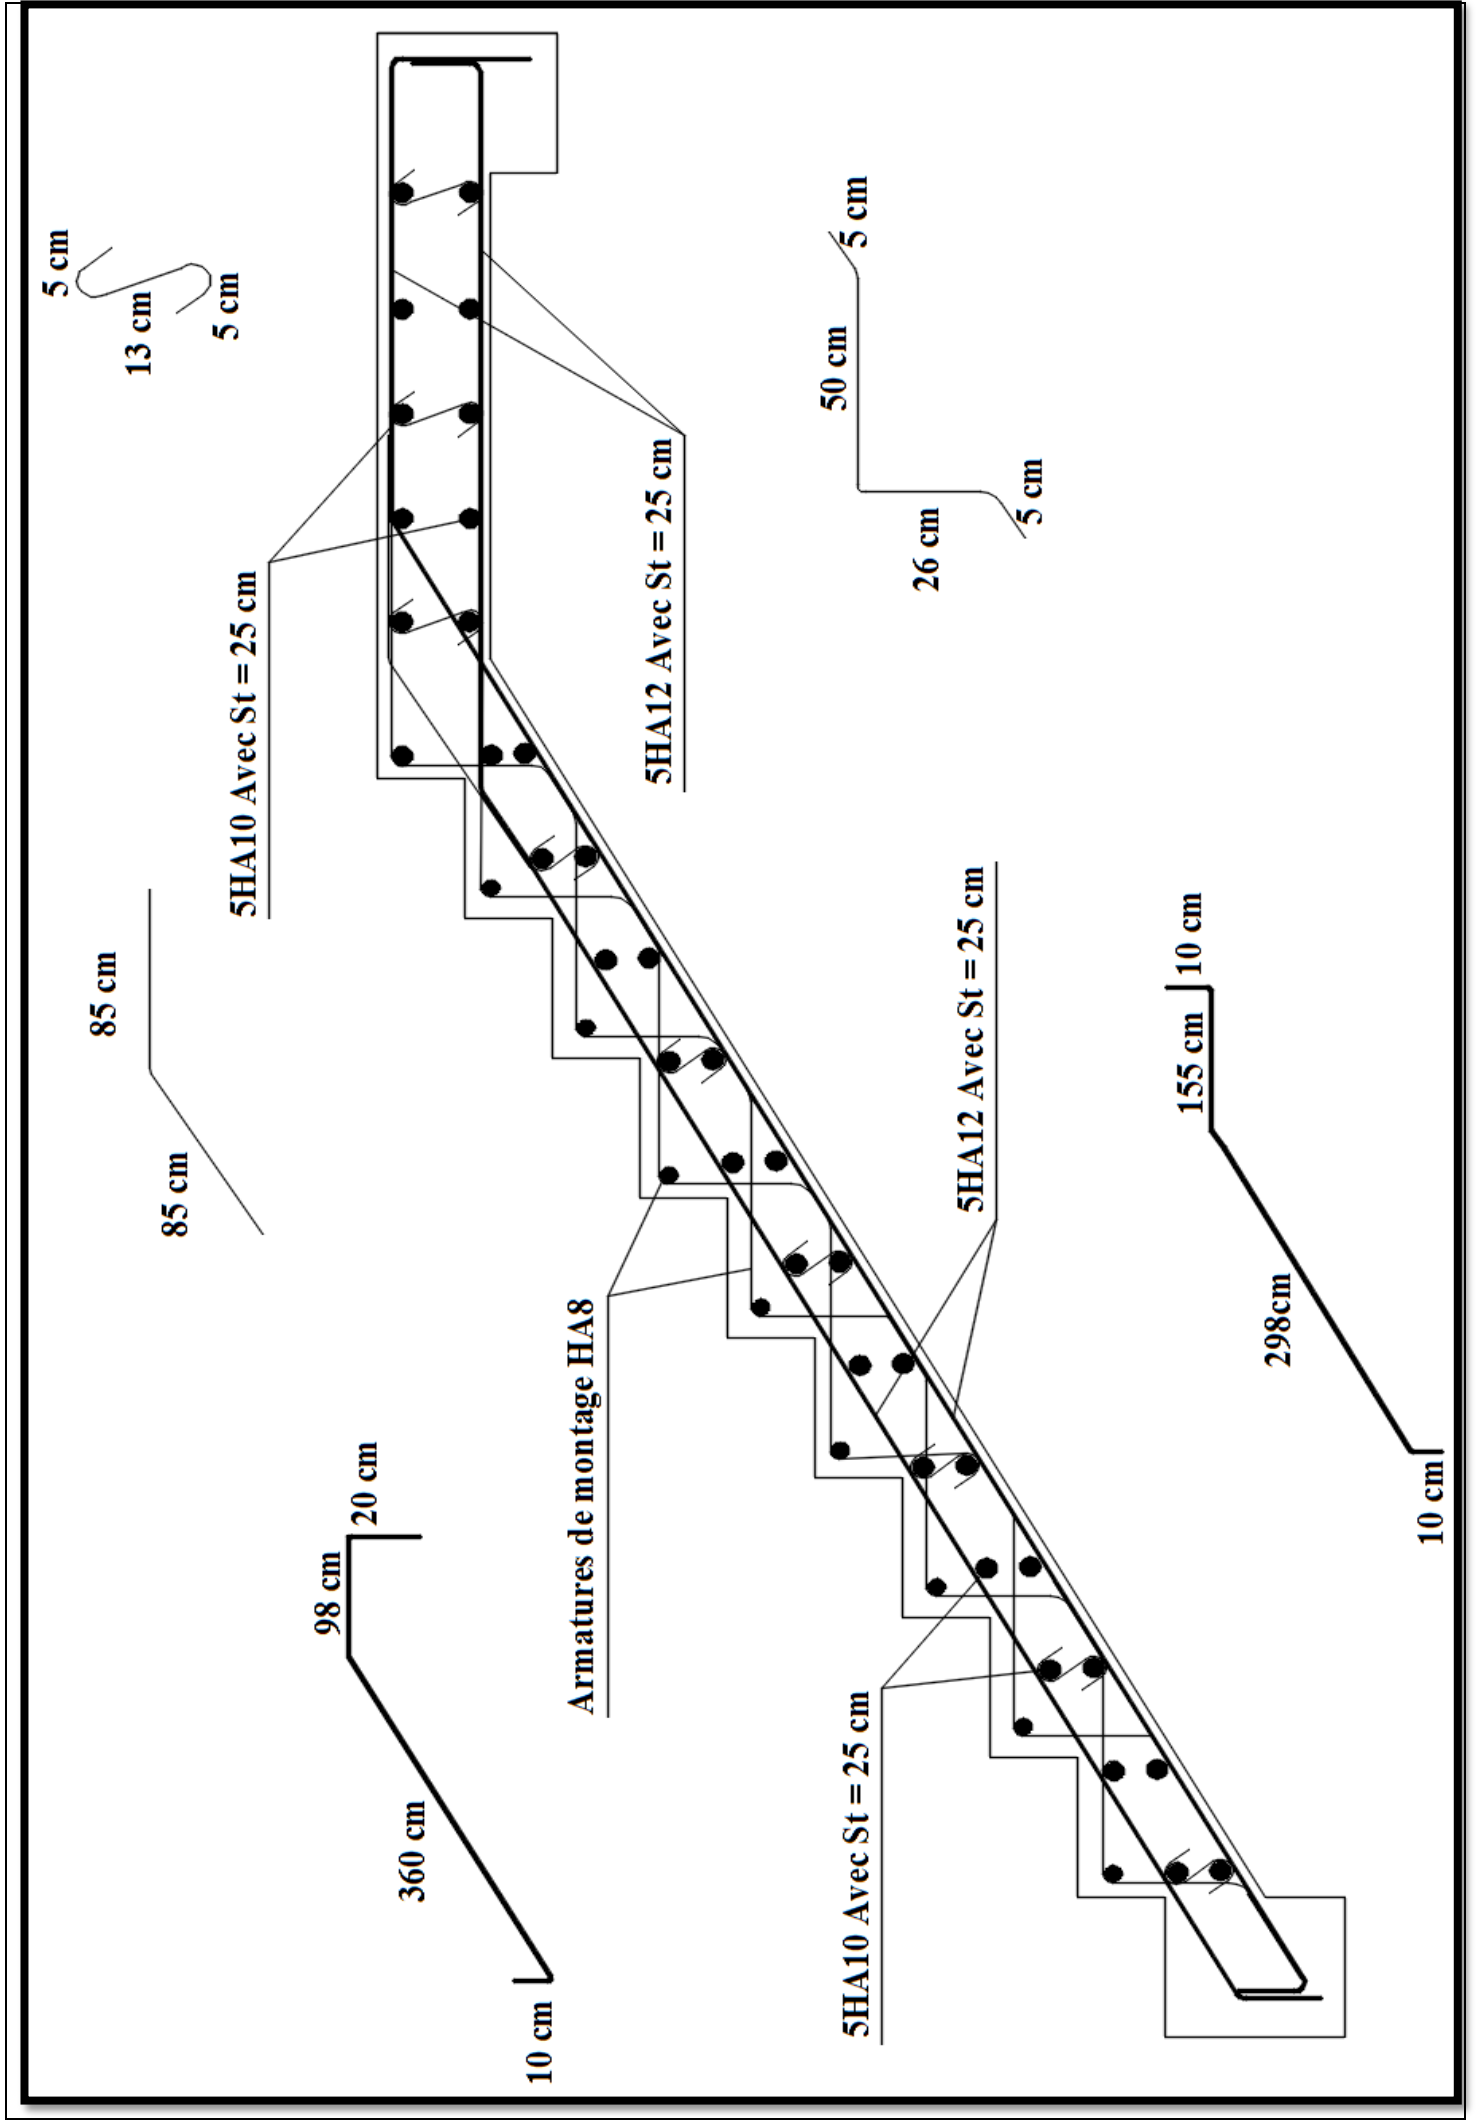 5 cm
13 cm
5 cm
85 cm
85 cm
5HA10 Avec St = 25 cm
20 cm
98 cm
360 cm
10 cm
Armatures de montage HA8
5HA12 Avec St = 25 cm
5 cm
50 cm
26 cm
5 cm
5HA10 Avec St = 25 cm
5HA12 Avec St = 25 cm
10 cm
155 cm
298cm
10 cm